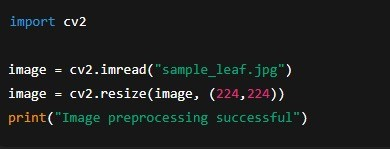 import cv2
image = cv2.imread("sample_leaf.jpg")
image = cv2.resize(image, (224,224))
print("Image preprocessing successful")